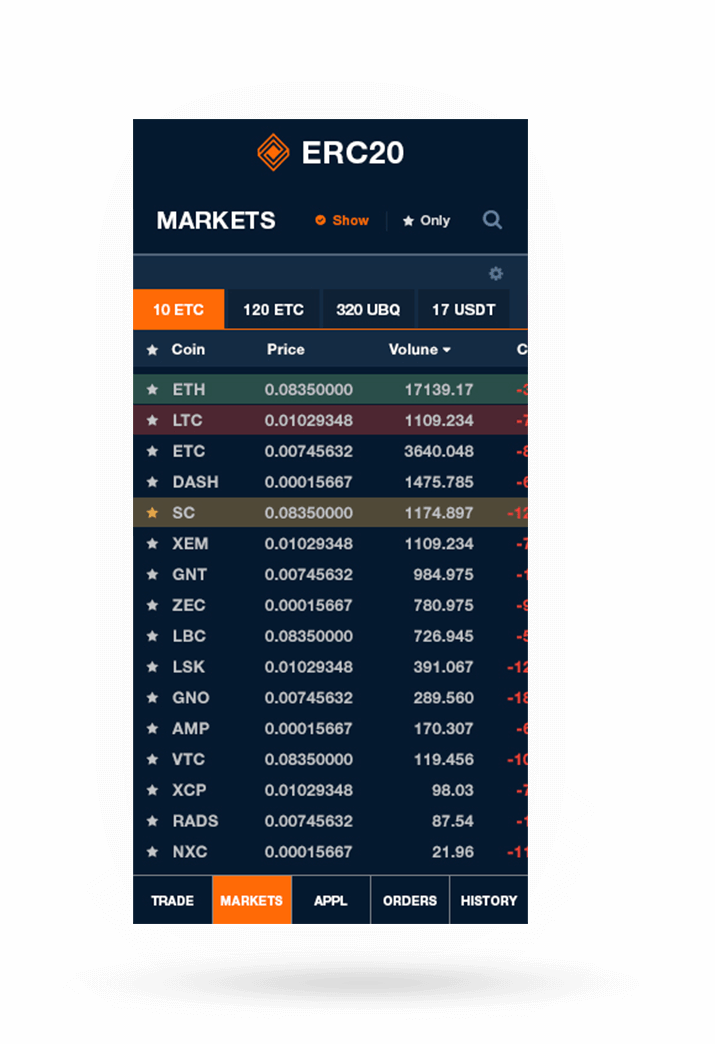 ERC20
MARKETS Show Only
10 ETC 120 ETC 320 UBQ 17 USDT
Coin Price Volune C
ETH 0.08350000 17139.17 -3
LTC 0.01029348 1109.234 -7
ETC 0.00745632 3640.048 -8
DASH 0.00015667 1475.785 -6
SC 0.08350000 1174.897 -12
XEM 0.01029348 1109.234 -7
GNT 0.00745632 984.975 -1
ZEC 0.00015667 780.975 -9
LBC 0.08350000 726.945 -5
LSK 0.01029348 391.067 -12
GNO 0.00745632 289.560 -18
AMP 0.00015667 170.307 -6
VTC 0.08350000 119.456 -10
XCP 0.01029348 98.03 -7
RADS 0.00745632 87.54 -1
NXC 0.00015667 21.96 -11
TRADE MARKETS APPL ORDERS HISTORY